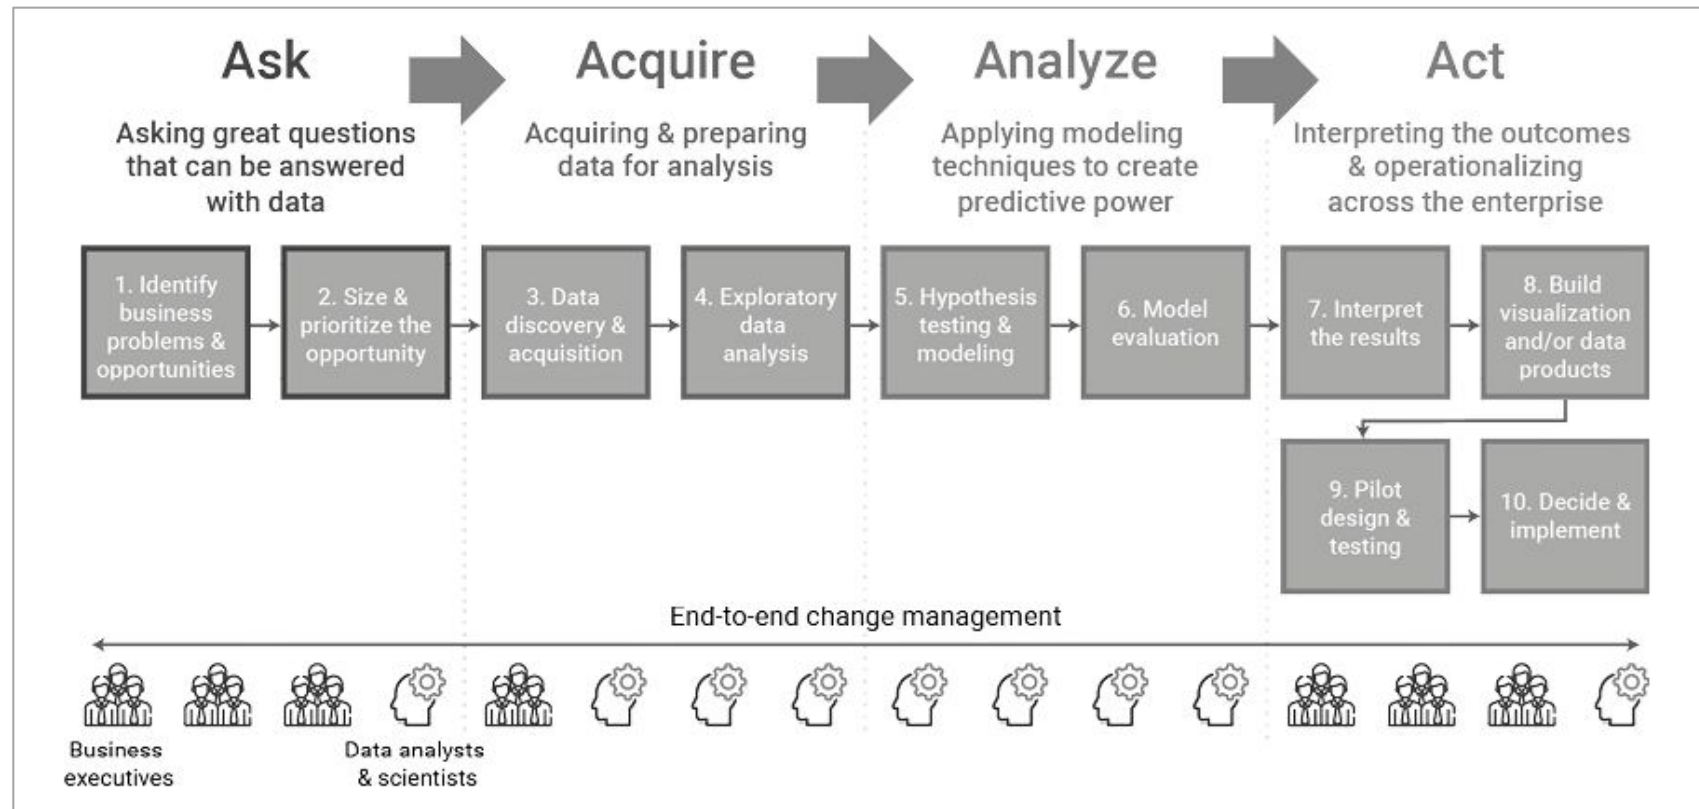 Ask
Acquire
Analyze
Act
Asking great questions
that can be answered
with data
Acquiring & preparing
data for analysis
Applying modeling
techniques to create
predictive power
Interpreting the outcomes
& operationalizing
across the enterprise
1. Identify
business
problems &
opportunities
2. Size &
prioritize the
opportunity
3. Data
discovery &
acquisition
4. Exploratory
data
analysis
5. Hypothesis
testing &
modeling
6. Model
evaluation
7. Interpret
the results
8. Build
visualization
and/or data
products
9. Pilot
design &
testing
10. Decide &
implement
End-to-end change management
Business
executives
Data analysts
& scientists